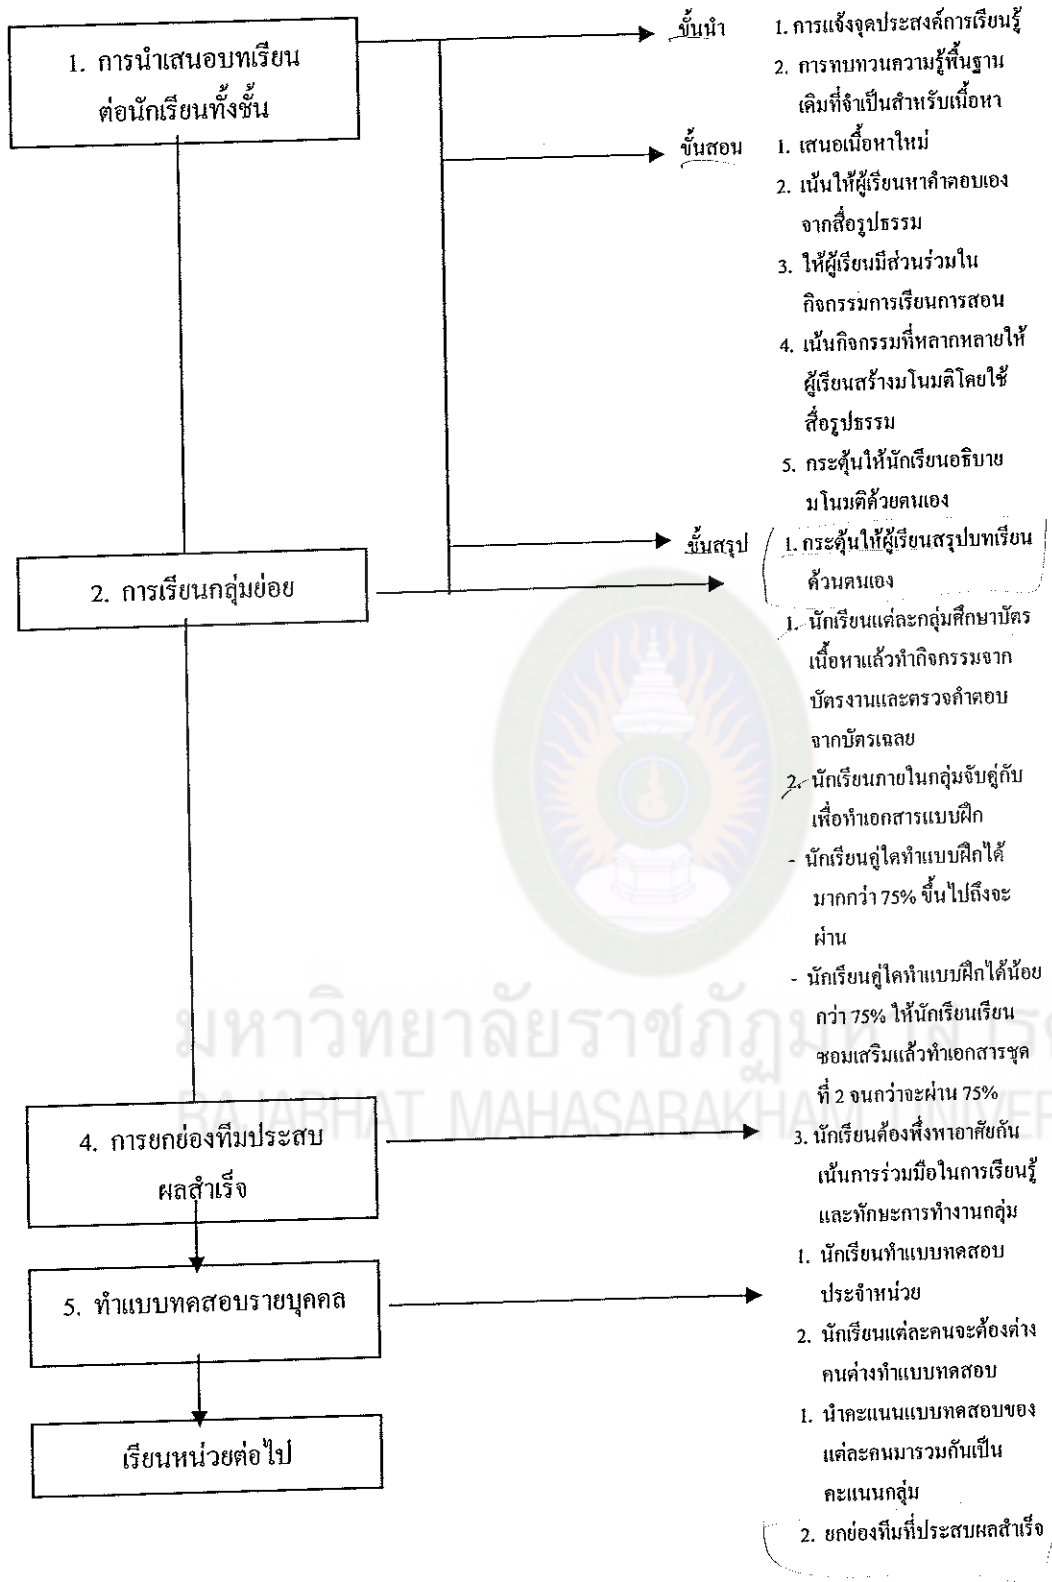 1. การนำเสนอบทเรียน
ต่อนักเรียนทั้งชั้น
ขั้นนำ
1. การแจ้งจุดประสงค์การเรียนรู้
2. การทบทวนความรู้พื้นฐาน
เดิมที่จำเป็นสำหรับเนื้อหา
ขั้นสอน
1. เสนอเนื้อหาใหม่
2. เน้นให้ผู้เรียนหาคำตอบเอง
จากสื่อรูปธรรม
3. ให้ผู้เรียนมีส่วนร่วมใน
กิจกรรมการเรียนการสอน
4. เน้นกิจกรรมที่หลากหลายให้
ผู้เรียนสร้างมโนมติโดยใช้
สื่อรูปธรรม
5. กระตุ้นให้นักเรียนอธิบาย
มโนมติด้วยตนเอง
ขั้นสรุป
1. กระตุ้นให้ผู้เรียนสรุปบทเรียน
ด้วนตนเอง
2. การเรียนกลุ่มย่อย
1. นักเรียนแต่ละกลุ่มศึกษาบัตร
เนื้อหาแล้วทำกิจกรรมจาก
บัตรงานและตรวจคำตอบ
จากบัตรเฉลย
2. นักเรียนภายในกลุ่มจับคู่กับ
เพื่อทำเอกสารแบบฝึก
- นักเรียนคู่ใดทำแบบฝึกได้
มากกว่า 75% ขึ้นไปถึงจะ
ผ่าน
- นักเรียนคู่ใดทำแบบฝึกได้น้อย
กว่า 75% ให้นักเรียนเรียน
ซอมเสริมแล้วทำเอกสารชุด
ที่ 2 จนกว่าจะผ่าน 75%
มหาวิทยาลัยราชภัฏม
RAJABHAT MAHASARAKHA
4. การยกย่องทีมประสบ
ผลสำเร็จ
3. นักเรียนต้องพึ่งพาอาศัยกัน
เน้นการร่วมมือในการเรียนรู้
และทักษะการทำงานกลุ่ม
5. ทำแบบทดสอบรายบุคคล
1. นักเรียนทำแบบทดสอบ
ประจำหน่วย
2. นักเรียนแต่ละคนจะต้องต่าง
คนต่างทำแบบทดสอบ
เรียนหน่วยต่อไป
1. นำคะแนนแบบทดสอบของ
แต่ละคนมารวมกันเป็น
คะแนนกลุ่ม
2. ยกย่องทีมที่ประสบผลสำเร็จ